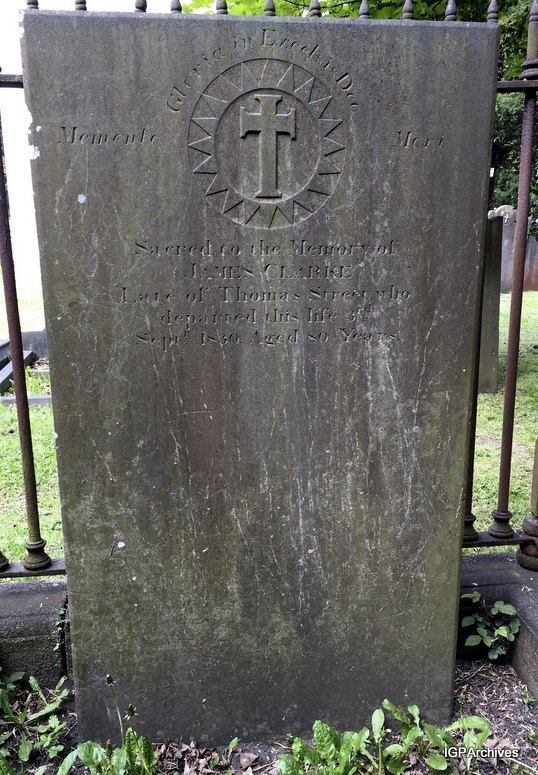 Gloria in Excelsis Deo
Memento Mori
Sacred to the Memory of
JAMES CLARKE
Late of Thomas Street who
departed this life 3rd
Septr. 1830. Aged 80 Years.
IGPArchives